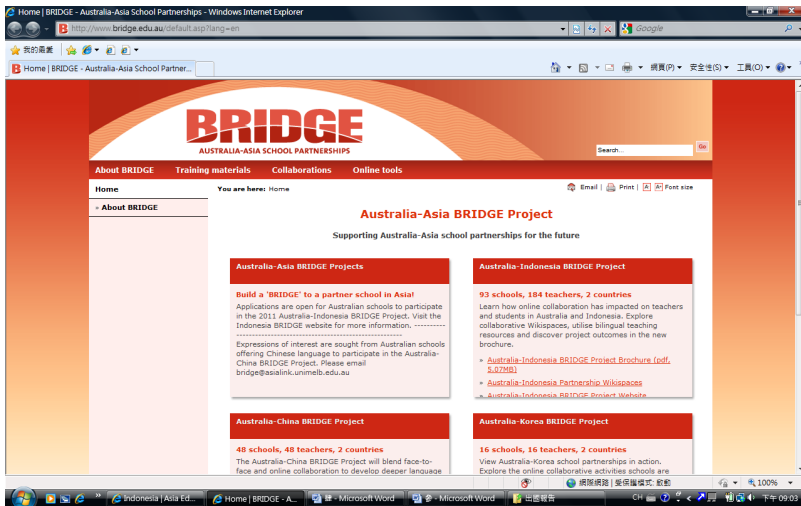 Home | BRIDGE - Australia-Asia School Partnerships - Windows Internet Explorer
http://www.bridge.edu.au/default.asp?lang=en
Google
我的最愛
Home | BRIDGE - Australia-Asia School Partner...
網頁(P) 安全性(S) 工具(O)
BRIDGE
AUSTRALIA-ASIA SCHOOL PARTNERSHIPS
Search...
Go
About BRIDGE Training materials Collaborations Online tools
Home
You are here: Home
Email | Print | A A Font size
» About BRIDGE
Australia-Asia BRIDGE Project
Supporting Australia-Asia school partnerships for the future
Australia-Asia BRIDGE Projects
Build a 'BRIDGE' to a partner school in Asia!
Applications are open for Australian schools to participate
in the 2011 Australia-Indonesia BRIDGE Project. Visit the
Indonesia BRIDGE website for more information. ----------
--------------------------------------------------
Expressions of interest are sought from Australian schools
offering Chinese language to participate in the Australia-
China BRIDGE Project. Please email
bridge@asialink.unimelb.edu.au
Australia-Indonesia BRIDGE Project
93 schools, 184 teachers, 2 countries
Learn how online collaboration has impacted on teachers
and students in Australia and Indonesia. Explore
collaborative Wikispaces, utilise bilingual teaching
resources and discover project outcomes in the new
brochure.
» Australia-Indonesia BRIDGE Project Brochure (pdf,
5.07MB)
» Australia-Indonesia Partnership Wikispaces
» Australia-Indonesia BRIDGE Project Website
Australia-China BRIDGE Project
48 schools, 48 teachers, 2 countries
The Australia-China BRIDGE Project will blend face-to-
face and online collaboration to develop deeper language
Australia-Korea BRIDGE Project
16 schools, 16 teachers, 2 countries
View Australia-Korea school partnerships in action.
Explore the online collaborative activities schools are
網際網路 | 受保護模式: 啟動
100%
Indonesia | Asia Ed...
Home | BRIDGE - A...
- Microsoft Word
- Microsoft Word
出國報告
CH
下午 09:03